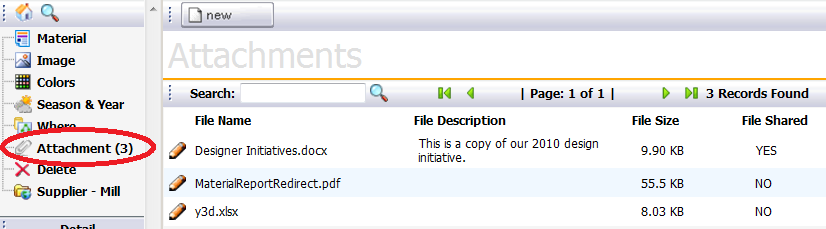 new
Material
Image
Colors
Season & Year
Where
Attachment (3)
Delete
Supplier - Mill
Detail
Attachments
Search: | Page: 1 of 1 | 3 Records Found
File Name File Description File Size File Shared
Designer Initiatives.docx This is a copy of our 2010 design initiative. 9.90 KB YES
MaterialReportRedirect.pdf 55.5 KB NO
y3d.xlsx 8.03 KB NO